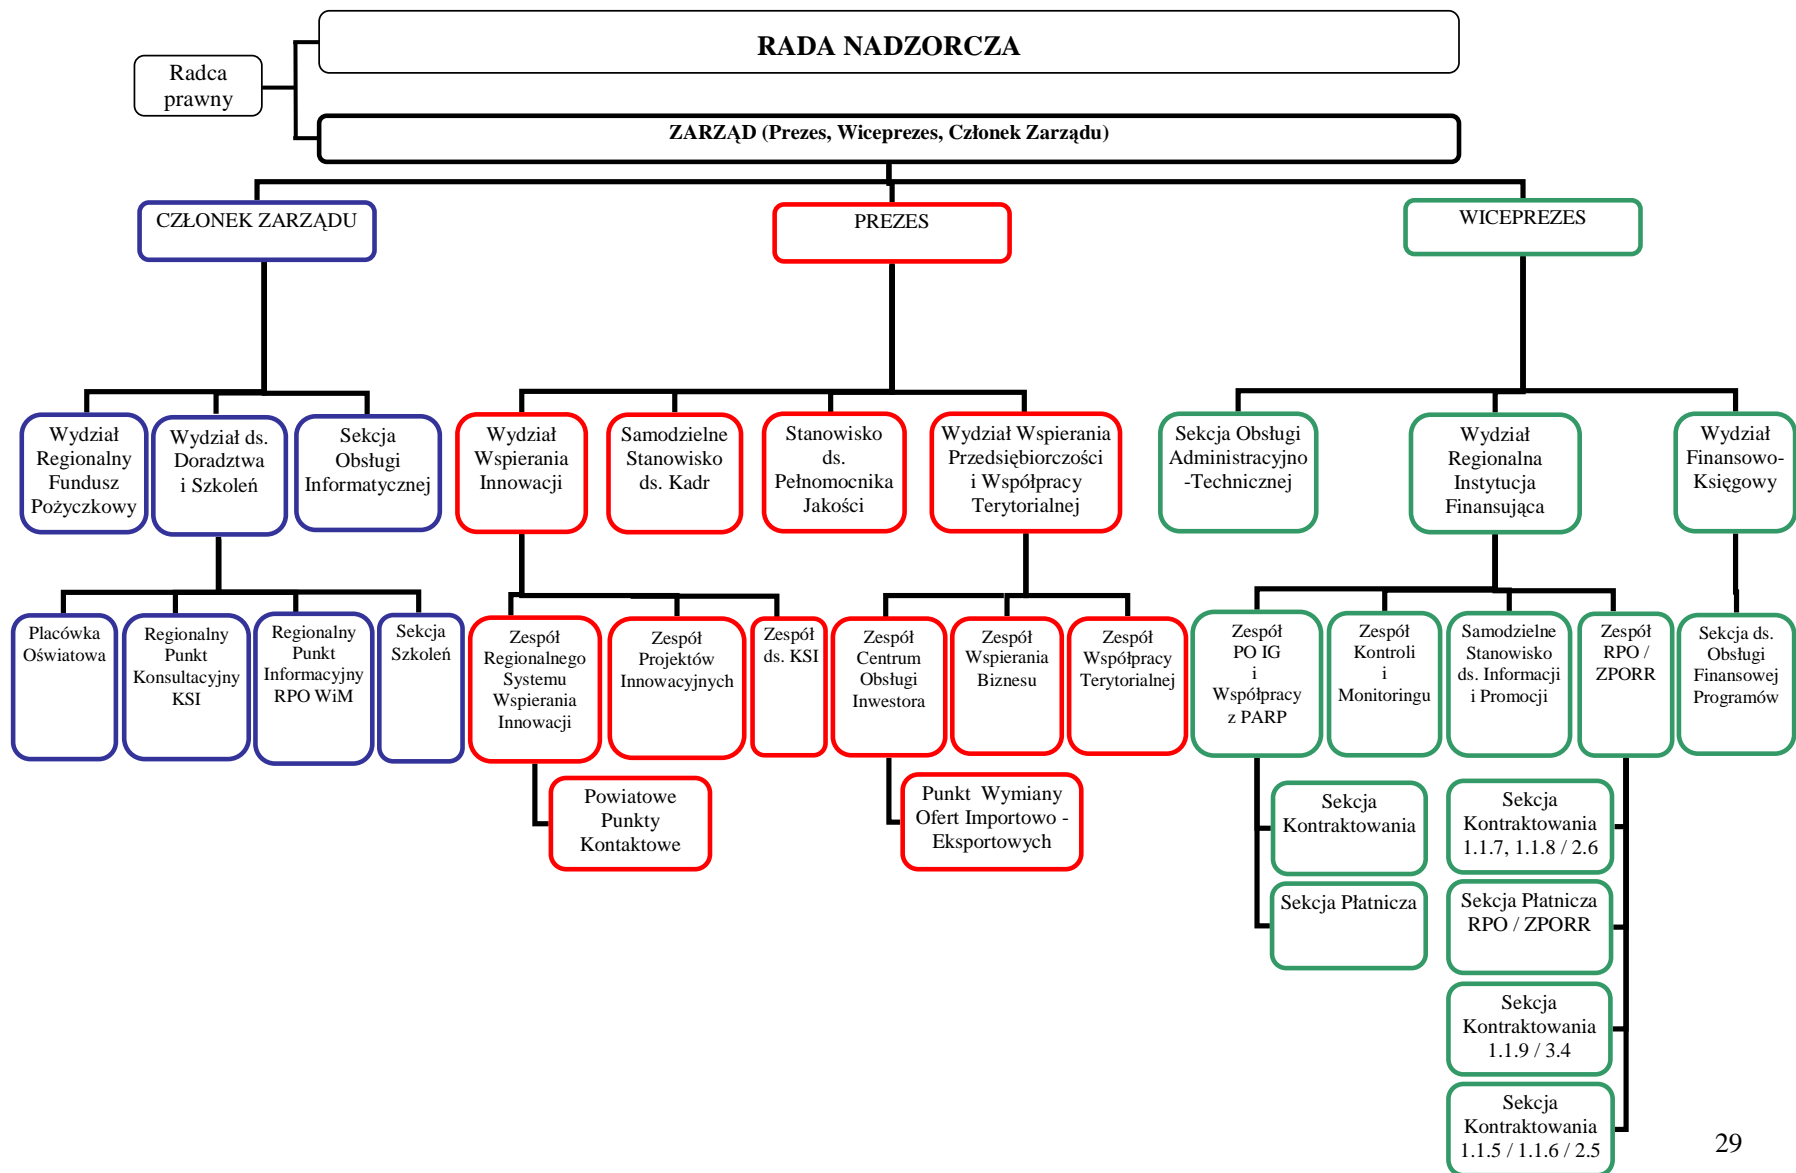 RADA NADZORCZA
Radca
prawny
ZARZĄD (Prezes, Wiceprezes, Członek Zarządu)
CZŁONEK ZARZĄDU
PREZES
WICEPREZES
Wydział
Regionalny
Fundusz
Pożyczkowy
Wydział ds.
Doradztwa
i Szkoleń
Sekcja
Obsługi
Informatycznej
Wydział
Wspierania
Innowacji
Samodzielne
Stanowisko
ds. Kadr
Stanowisko
ds.
Pełnomocnika
Jakości
Wydział Wspierania
Przedsiębiorczości
i Współpracy
Terytorialnej
Sekcja Obsługi
Administracyjno
-Technicznej
Wydział
Regionalna
Instytucja
Finansująca
Wydział
Finansowo-
Księgowy
Placówka
Oświatowa
Regionalny
Punkt
Konsultacyjny
KSI
Regionalny
Punkt
Informacyjny
RPO WiM
Sekcja
Szkoleń
Zespół
Regionalnego
Systemu
Wspierania
Innowacji
Zespół
Projektów
Innowacyjnych
Zespół
ds. KSI
Zespół
Centrum
Obsługi
Inwestora
Zespół
Wspierania
Biznesu
Zespół
Współpracy
Terytorialnej
Zespół
PO IG
i
Współpracy
z PARP
Zespół
Kontroli
i
Monitoringu
Samodzielne
Stanowisko
ds. Informacji
i Promocji
Zespół
RPO /
ZPORR
Sekcja ds.
Obsługi
Finansowej
Programów
Powiatowe
Punkty
Kontaktowe
Punkt Wymiany
Ofert Importowo -
Eksportowych
Sekcja
Kontraktowania
Sekcja
Kontraktowania
1.1.7, 1.1.8 / 2.6
Sekcja Płatnicza
Sekcja Płatnicza
RPO / ZPORR
Sekcja
Kontraktowania
1.1.9 / 3.4
Sekcja
Kontraktowania
1.1.5 / 1.1.6 / 2.5
29